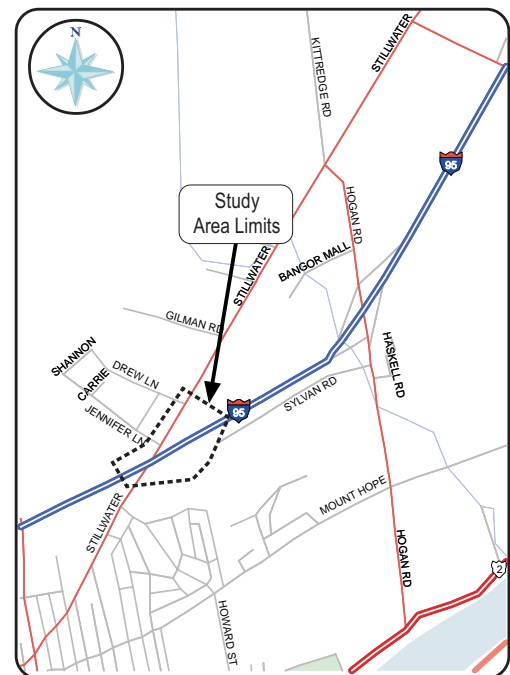 N
STILLWATER
KITTREDGE RD
95
Study
Area Limits
HOGAN RD
BANGOR MALL
STILLWATER
GILMAN RD
SHANNON
DREW LN
CARRIE
HASKELL RD
SYLVAN RD
95
JENNIFER LN
MOUNT HOPE
STILLWATER
HOGAN RD
2
HOWARD ST